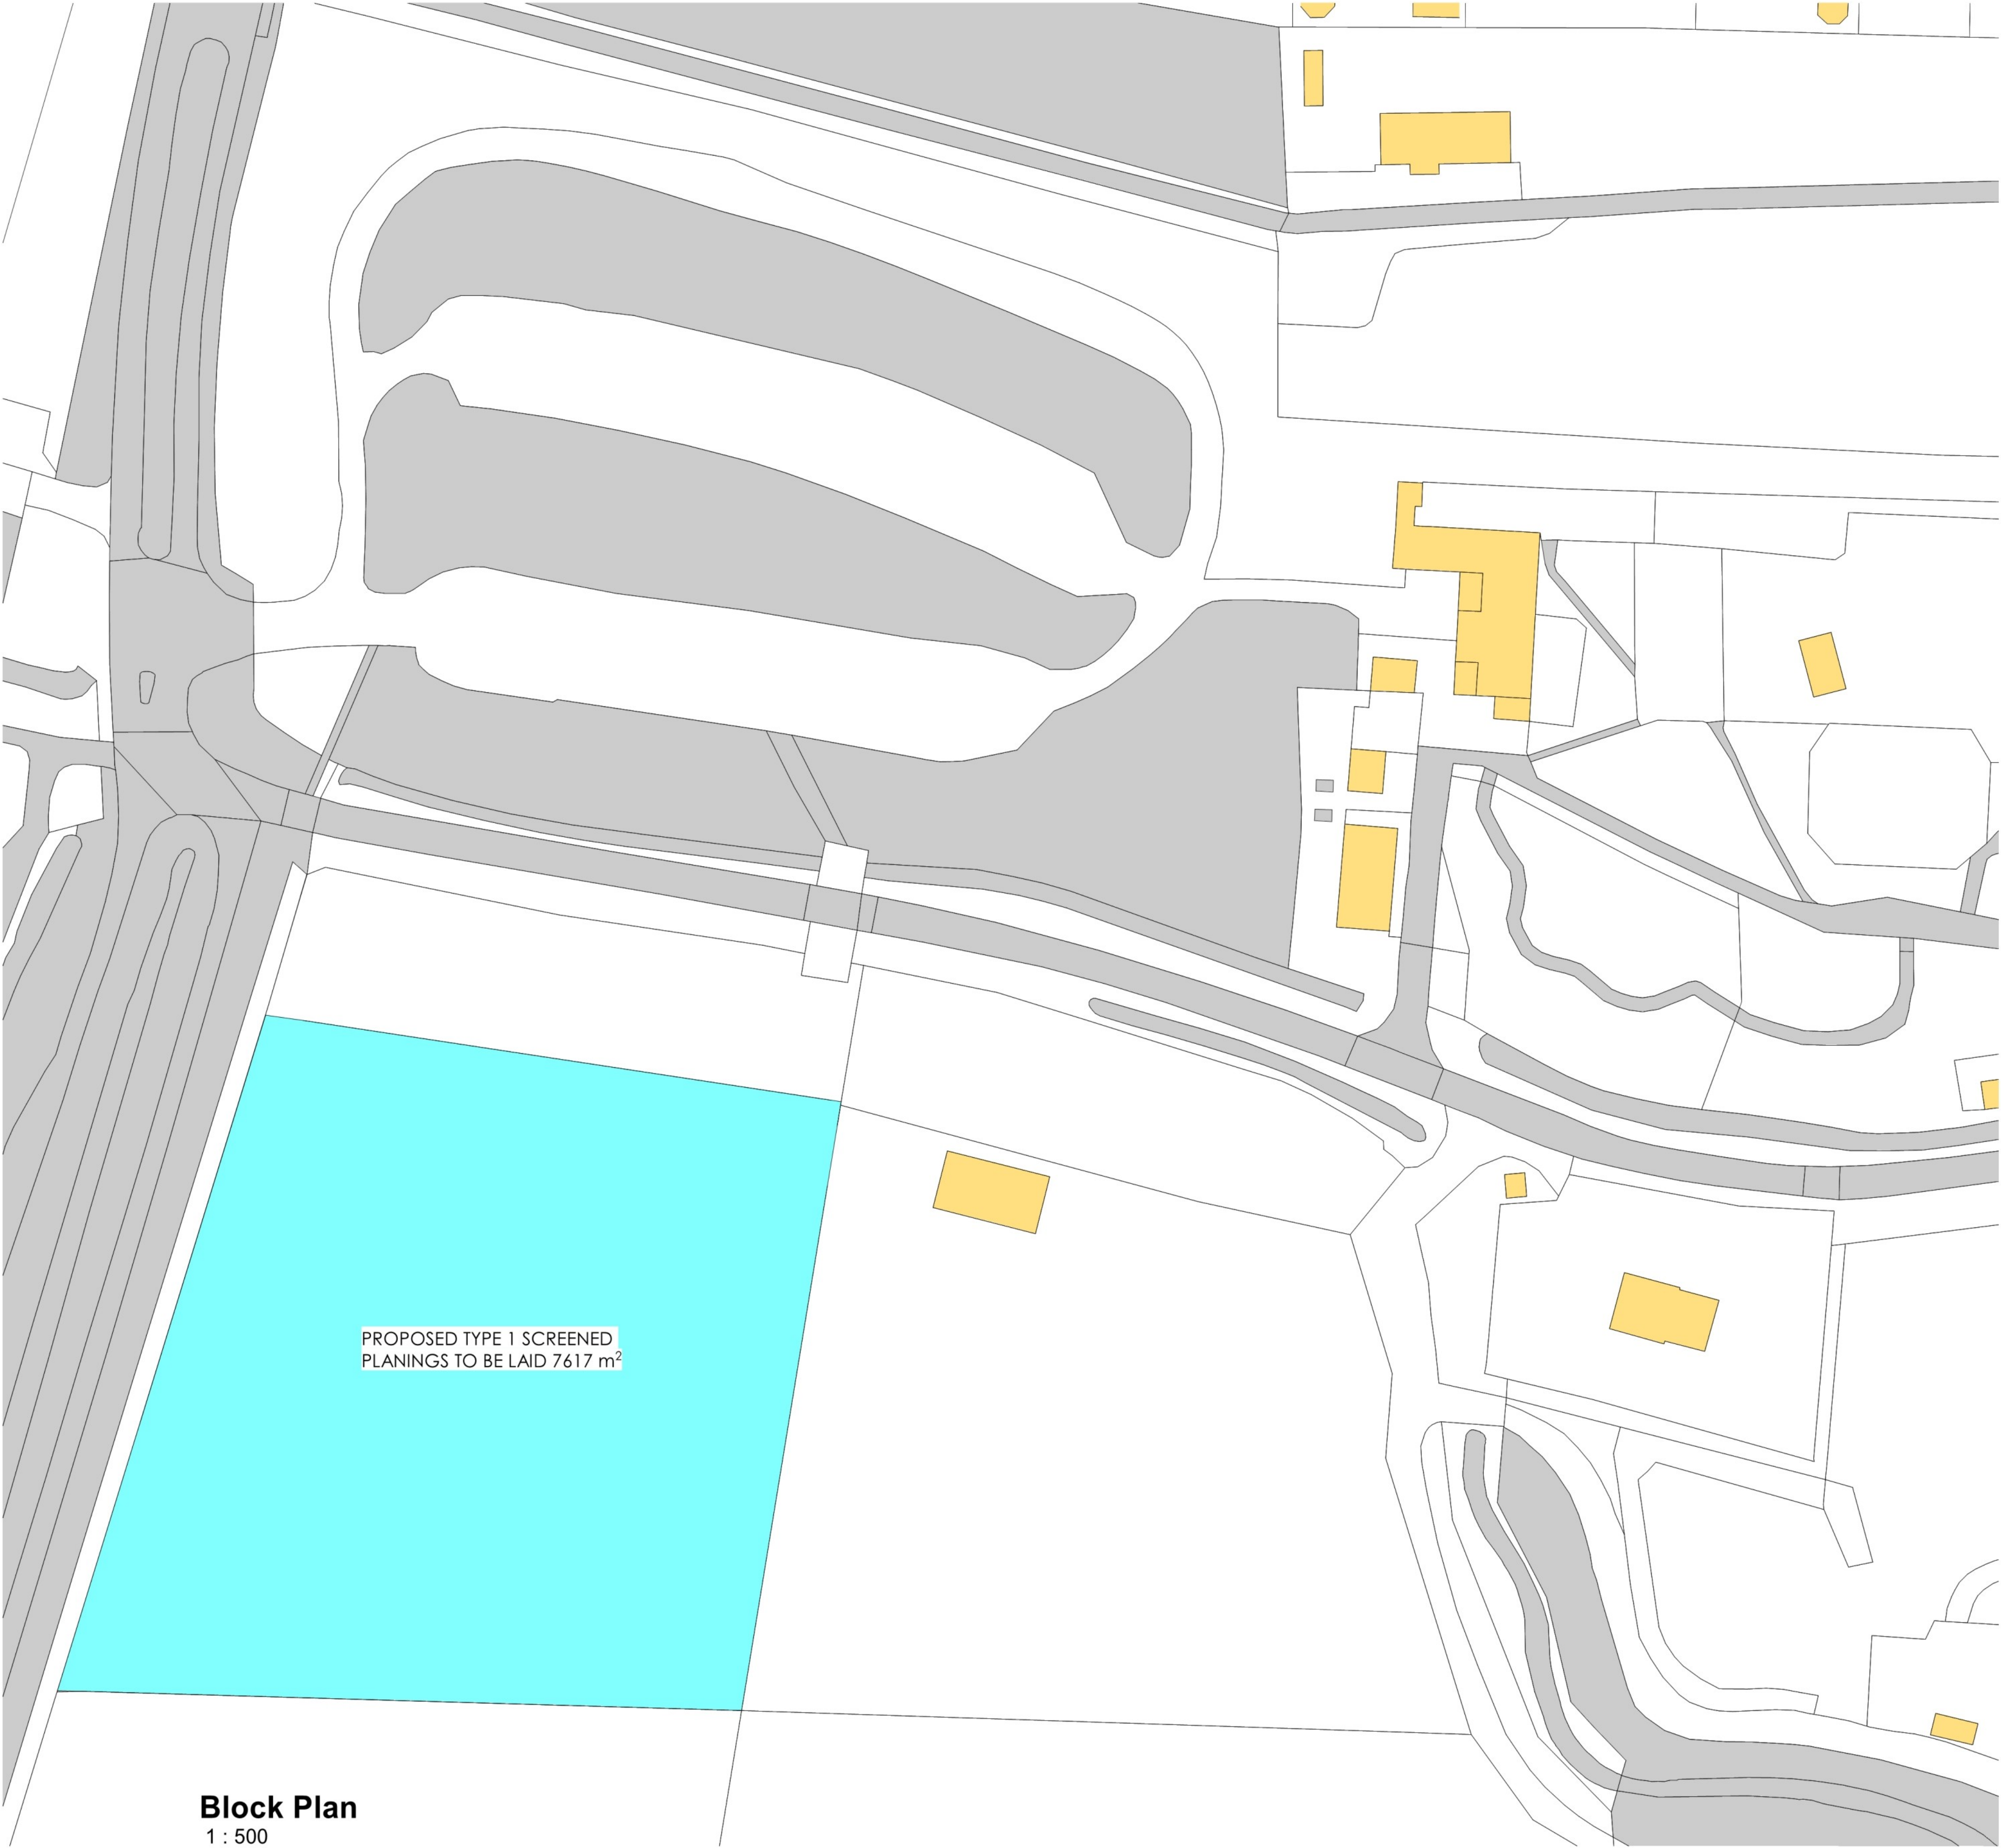 PROPOSED TYPE 1 SCREENED
PLANINGS TO BE LAID 7617 m²
Block Plan
1 : 500